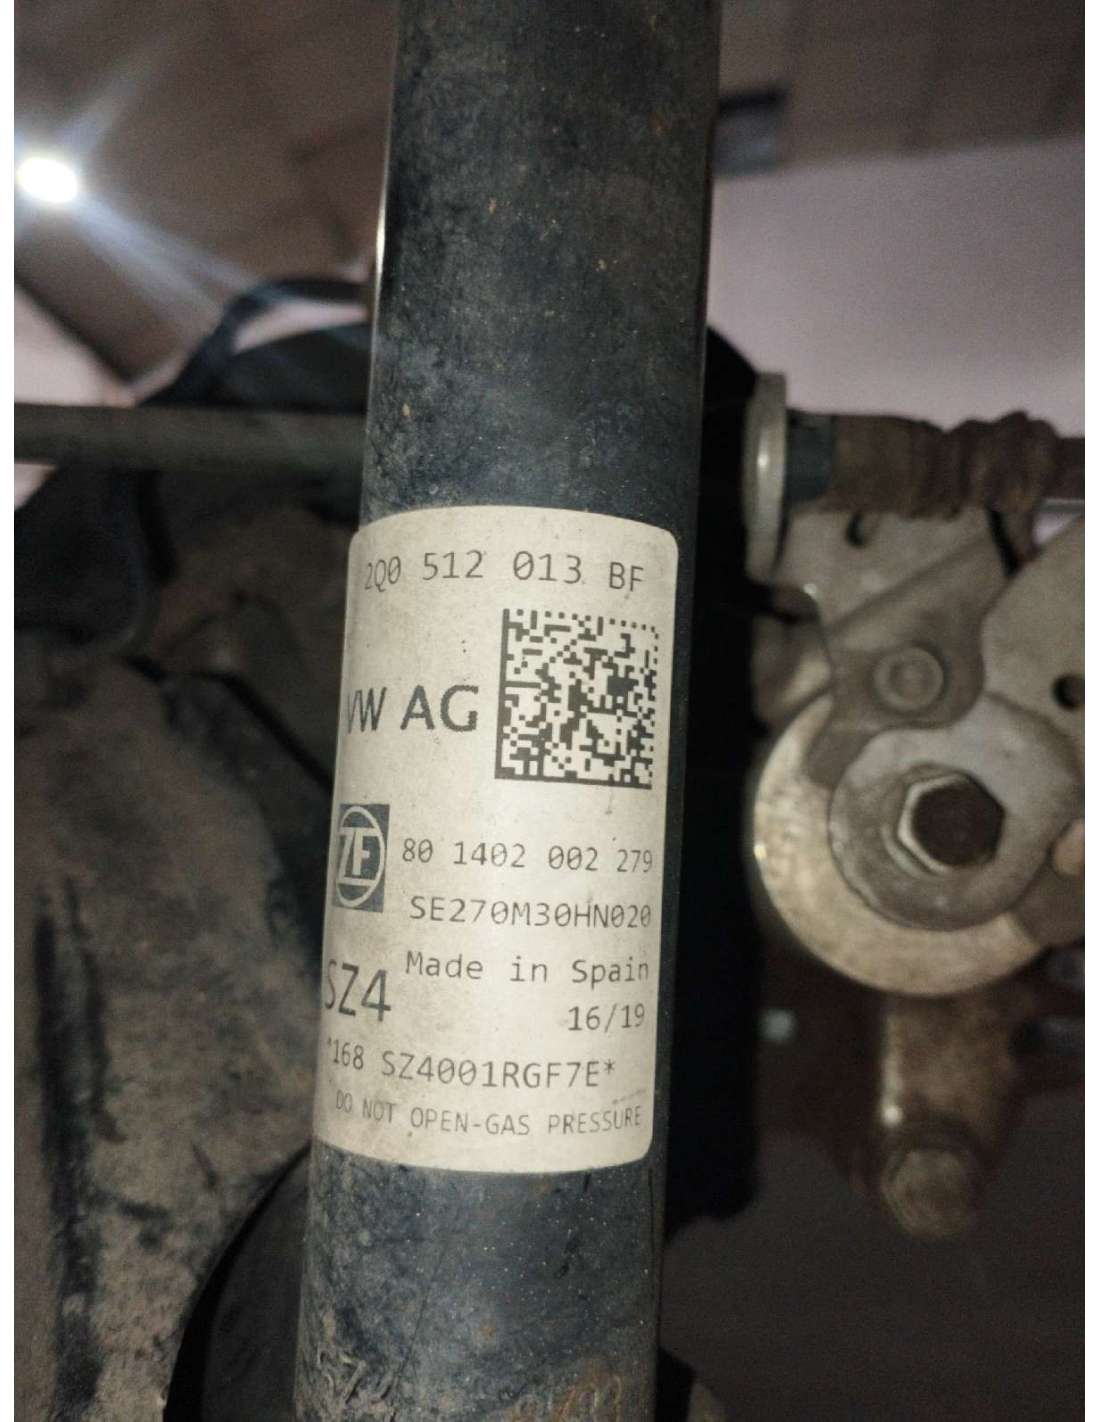 2Q0 512 013 BF
VW AG
ZF
80 1402 002 279
SE270M30HN020
Made in Spain
SZ4
16/19
*168 SZ4001RGF7E*
DO NOT OPEN-GAS PRESSURE